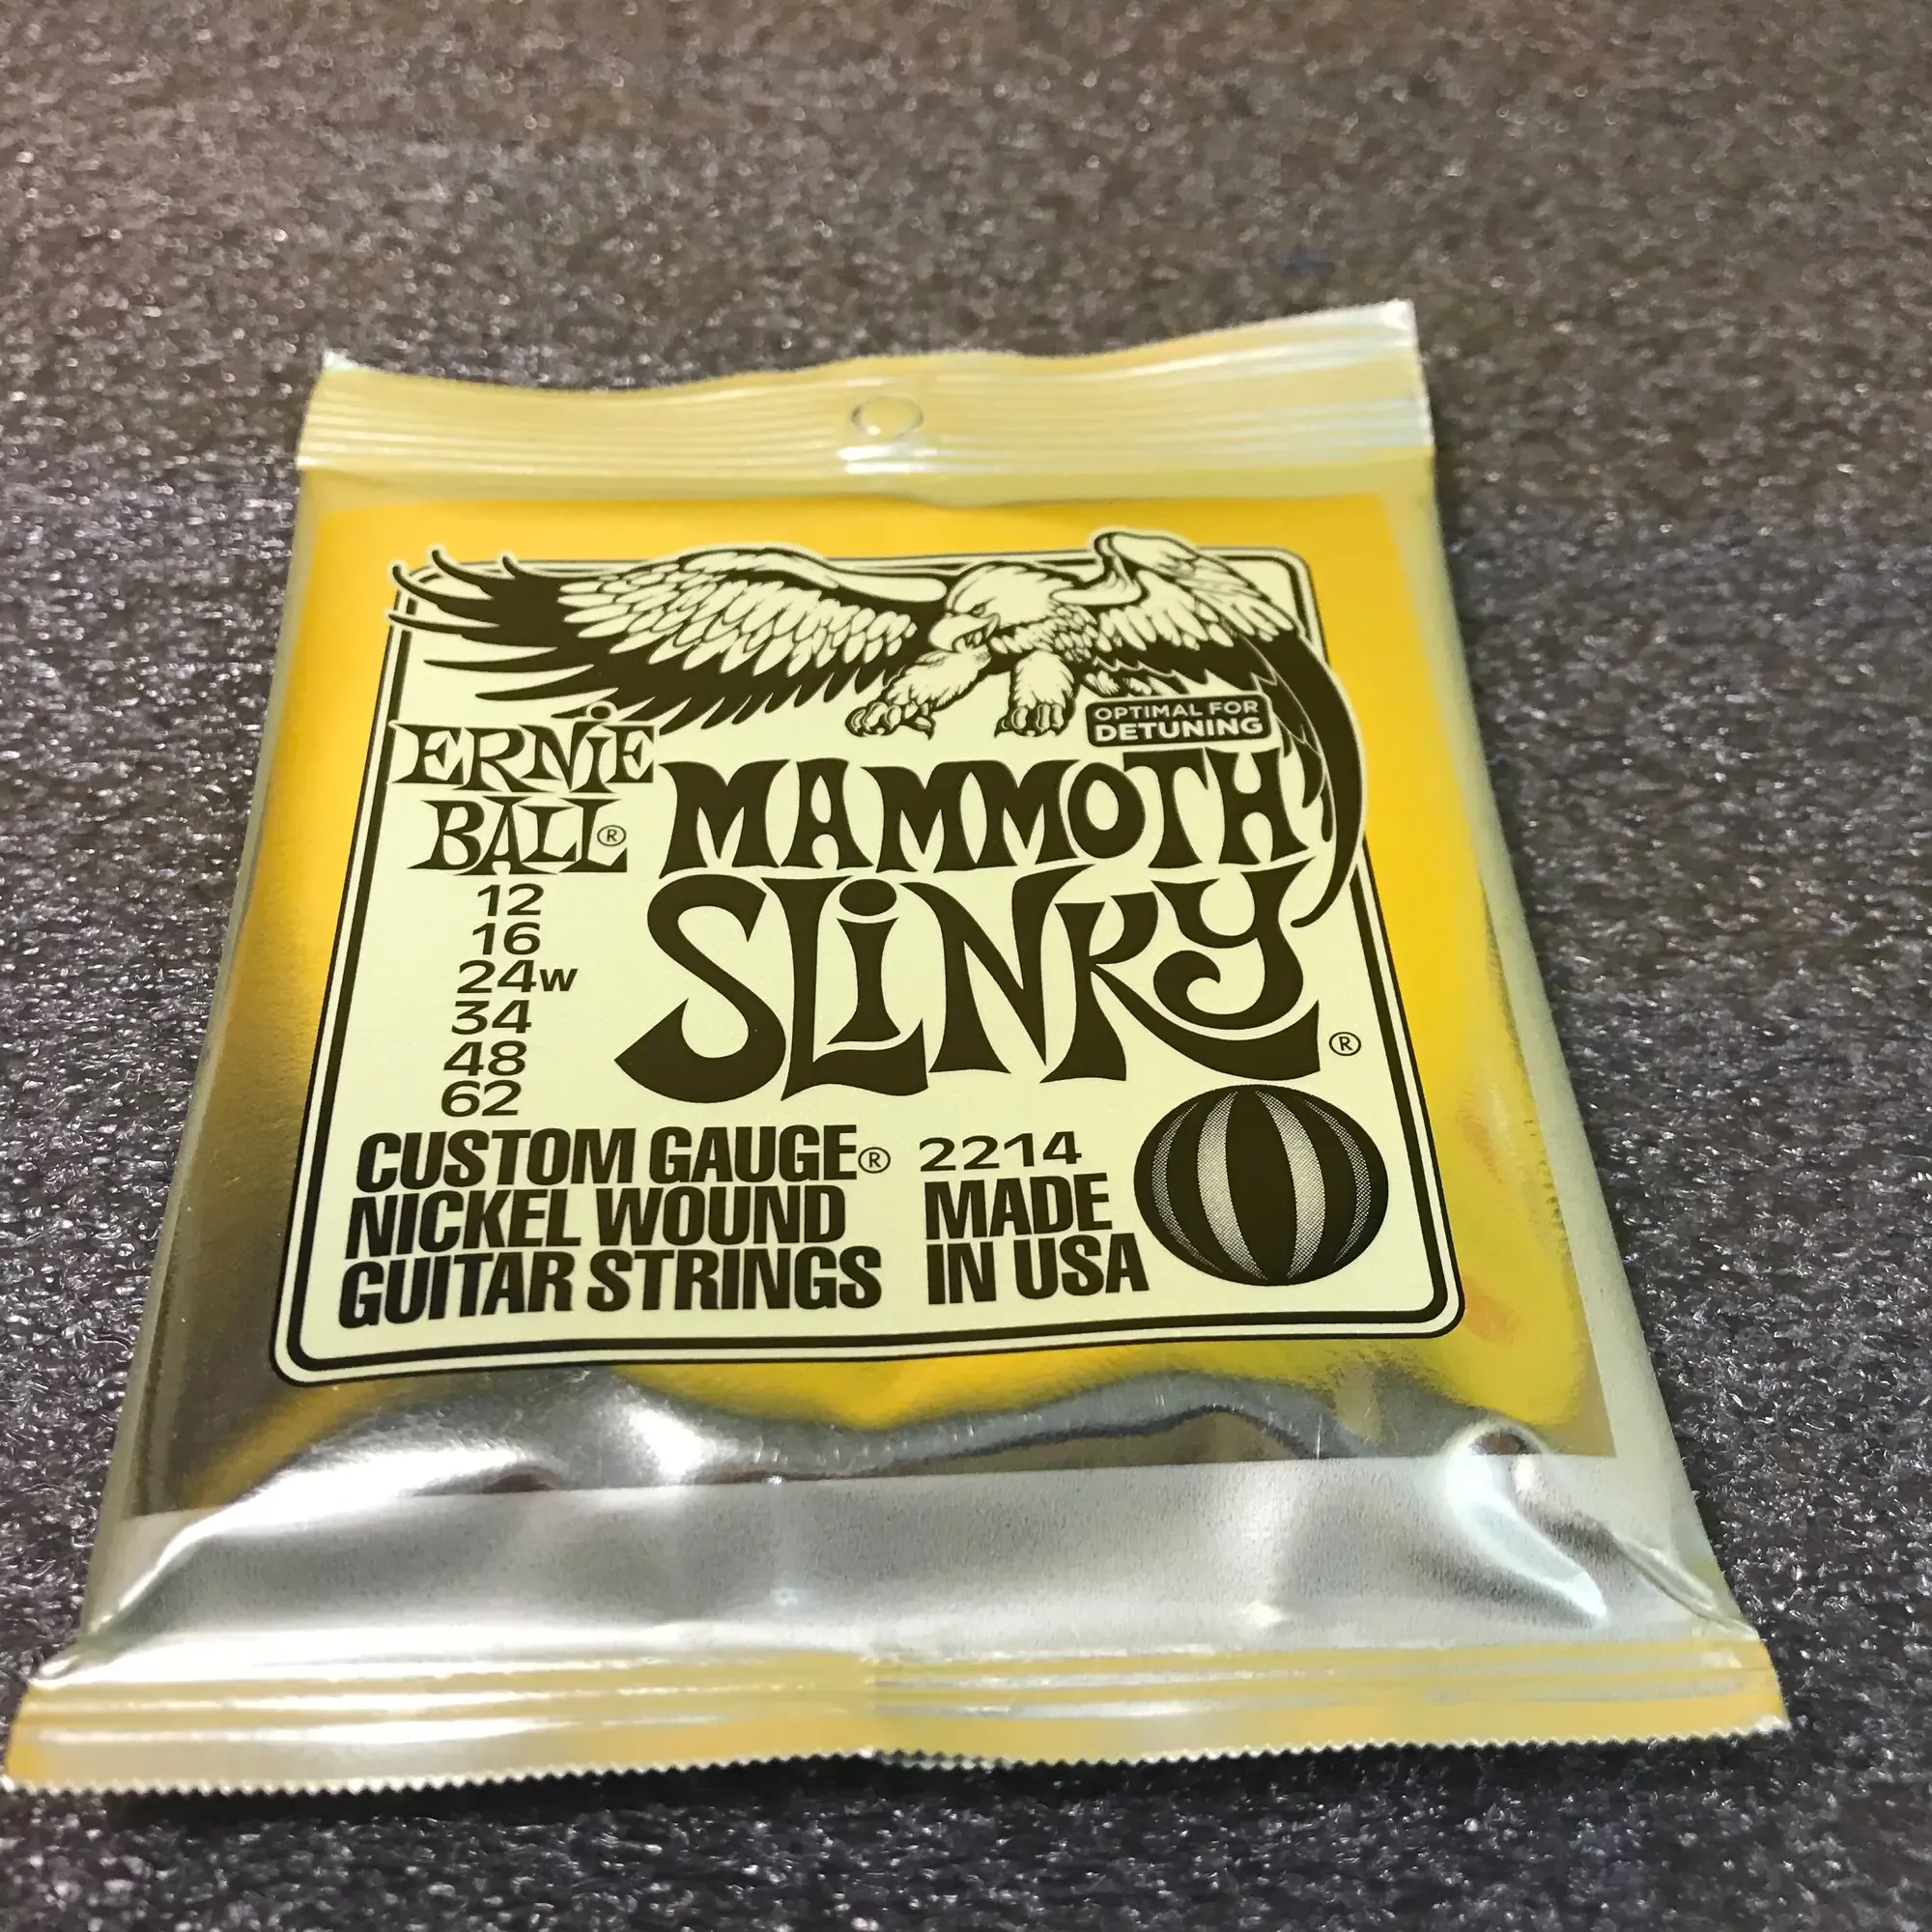 ERNiE
BALL®
OPTIMAL FOR
DETUNING
MAMMOTH
SLiNKY®
12
16
24w
34
48
62
CUSTOM GAUGE®
NICKEL WOUND
GUITAR STRINGS
2214
MADE
IN USA